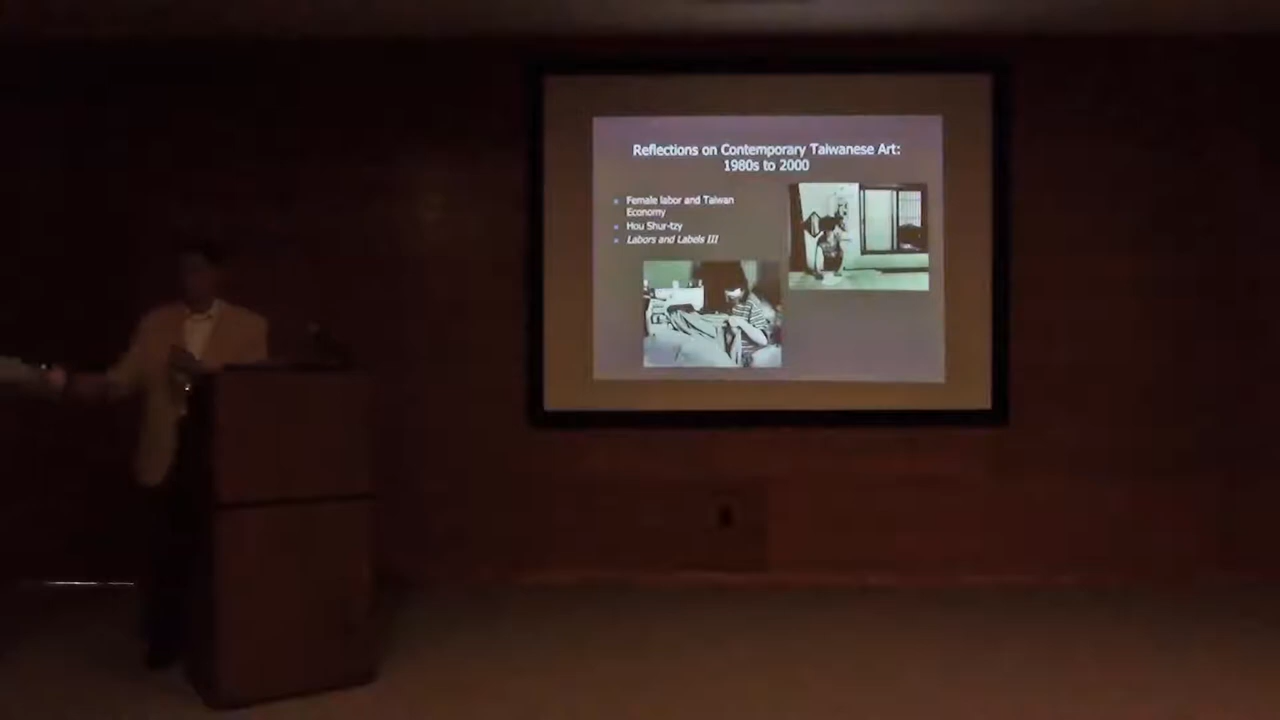 Reflections on Contemporary Taiwanese Art:
1980s to 2000
Female labor and Taiwan
Economy
Hou Shur-tzy
Labors and Labels III